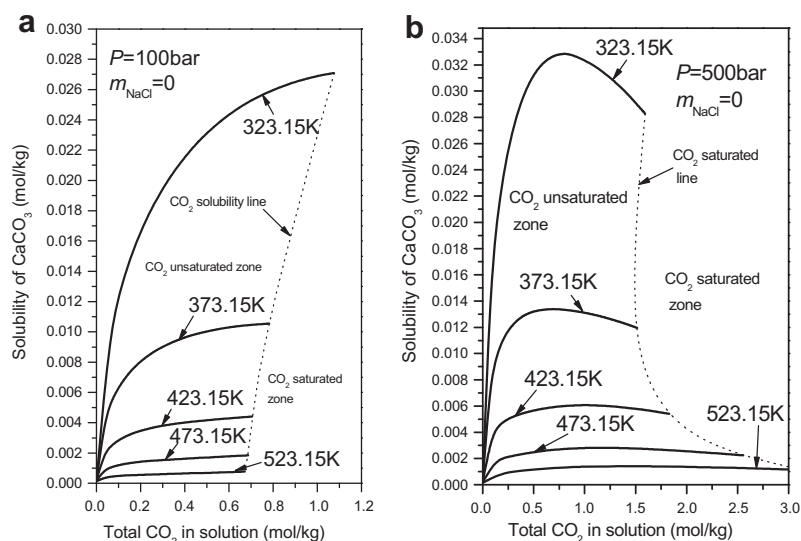 a
P=100bar
m_NaCl=0
0.030
0.028
0.026
0.024
0.022
0.020
0.018
0.016
0.014
0.012
0.010
0.008
0.006
0.004
0.002
0.000
Solubility of CaCO₃ (mol/kg)
323.15K
CO₂ solubility line
CO₂ unsaturated zone
373.15K
CO₂ saturated
zone
423.15K
473.15K
523.15K
0.0 0.2 0.4 0.6 0.8 1.0 1.2
Total CO₂ in solution (mol/kg)
b
P=500bar
m_NaCl=0
0.034
0.032
0.030
0.028
0.026
0.024
0.022
0.020
0.018
0.016
0.014
0.012
0.010
0.008
0.006
0.004
0.002
0.000
Solubility of CaCO₃ (mol/kg)
323.15K
CO₂ saturated
line
CO₂ unsaturated
zone
CO₂ saturated
zone
373.15K
423.15K
473.15K
523.15K
0.0 0.5 1.0 1.5 2.0 2.5 3.0
Total CO₂ in solution (mol/kg)